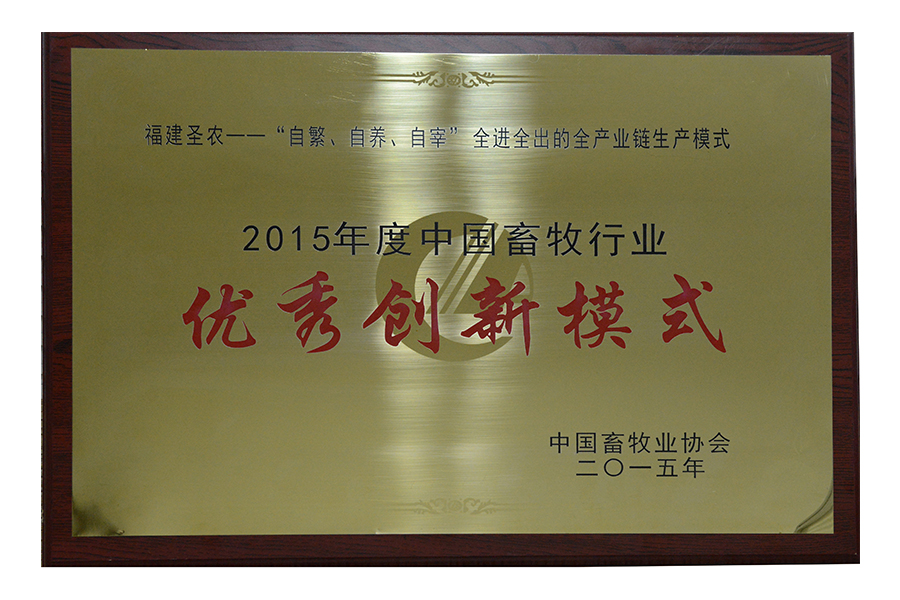 福建圣农——“自繁、自养、自宰”全进全出的全产业链生产模式
2015年度中国畜牧行业
优秀创新模式
中国畜牧业协会
二〇一五年